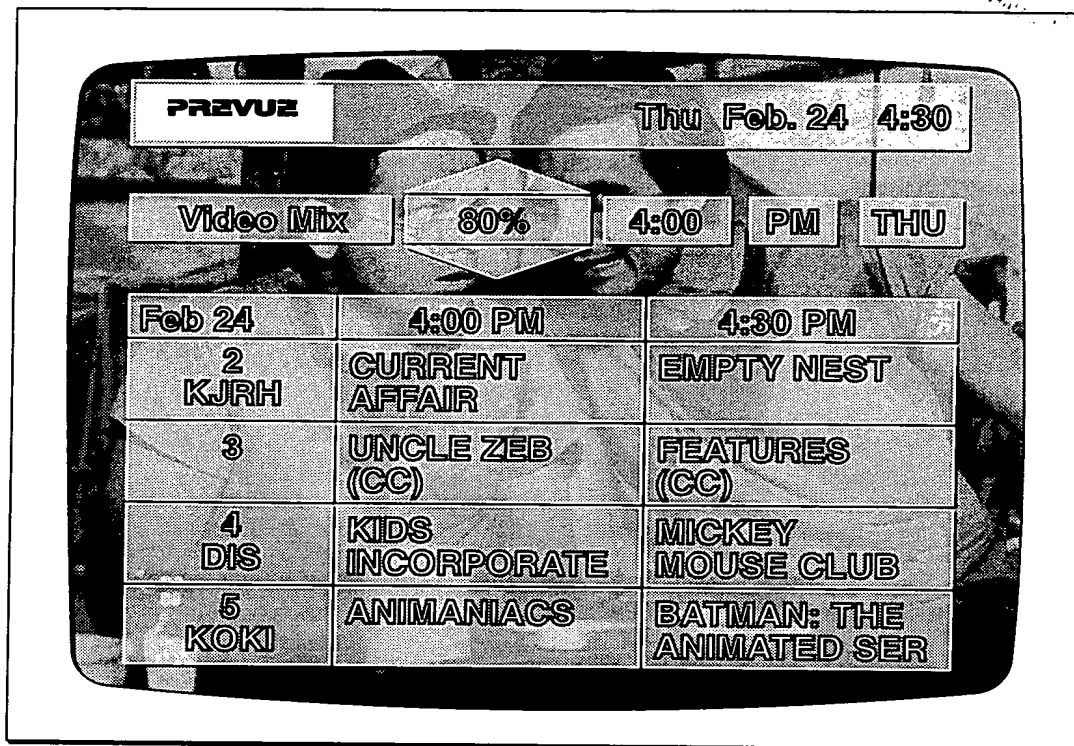 PREVUE Thu Feb. 24 4:30
Video Mix 80% 4:00 PM THU
Feb 24 4:00 PM 4:30 PM
2 CURRENT EMPTY NEST
KJRH AFFAIR
3 UNCLE ZEB FEATURES
(CC) (CC)
4 KIDS MICKEY
DIS INCORPORATE MOUSE CLUB
5 ANIMANIACS BATMAN: THE
KOKI ANIMATED SER